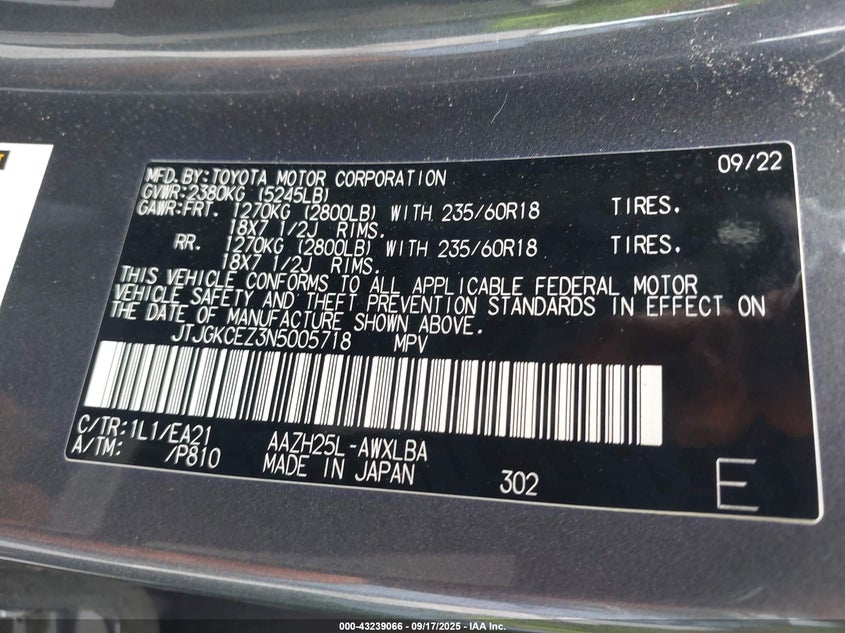 MFD.BY:TOYOTA MOTOR CORPORATION 09/22
GVWR:2380KG (5245LB)
GAWR:FRT. 1270KG (2800LB) WITH 235/60R18 TIRES.
18X7 1/2J RIMS.
RR. 1270KG (2800LB) WITH 235/60R18 TIRES.
18X7 1/2J RIMS.
THIS VEHICLE CONFORMS TO ALL APPLICABLE FEDERAL MOTOR
VEHICLE SAFETY AND THEFT PREVENTION STANDARDS IN EFFECT ON
THE DATE OF MANUFACTURE SHOWN ABOVE.
JTJGKCEZ3N5005718 MPV
C/TR:1L1/EA21 AAZH25L-AWXLBA
A/TM: /P810 MADE IN JAPAN 302 E
000-43239066 - 09/17/2025 - IAA Inc.